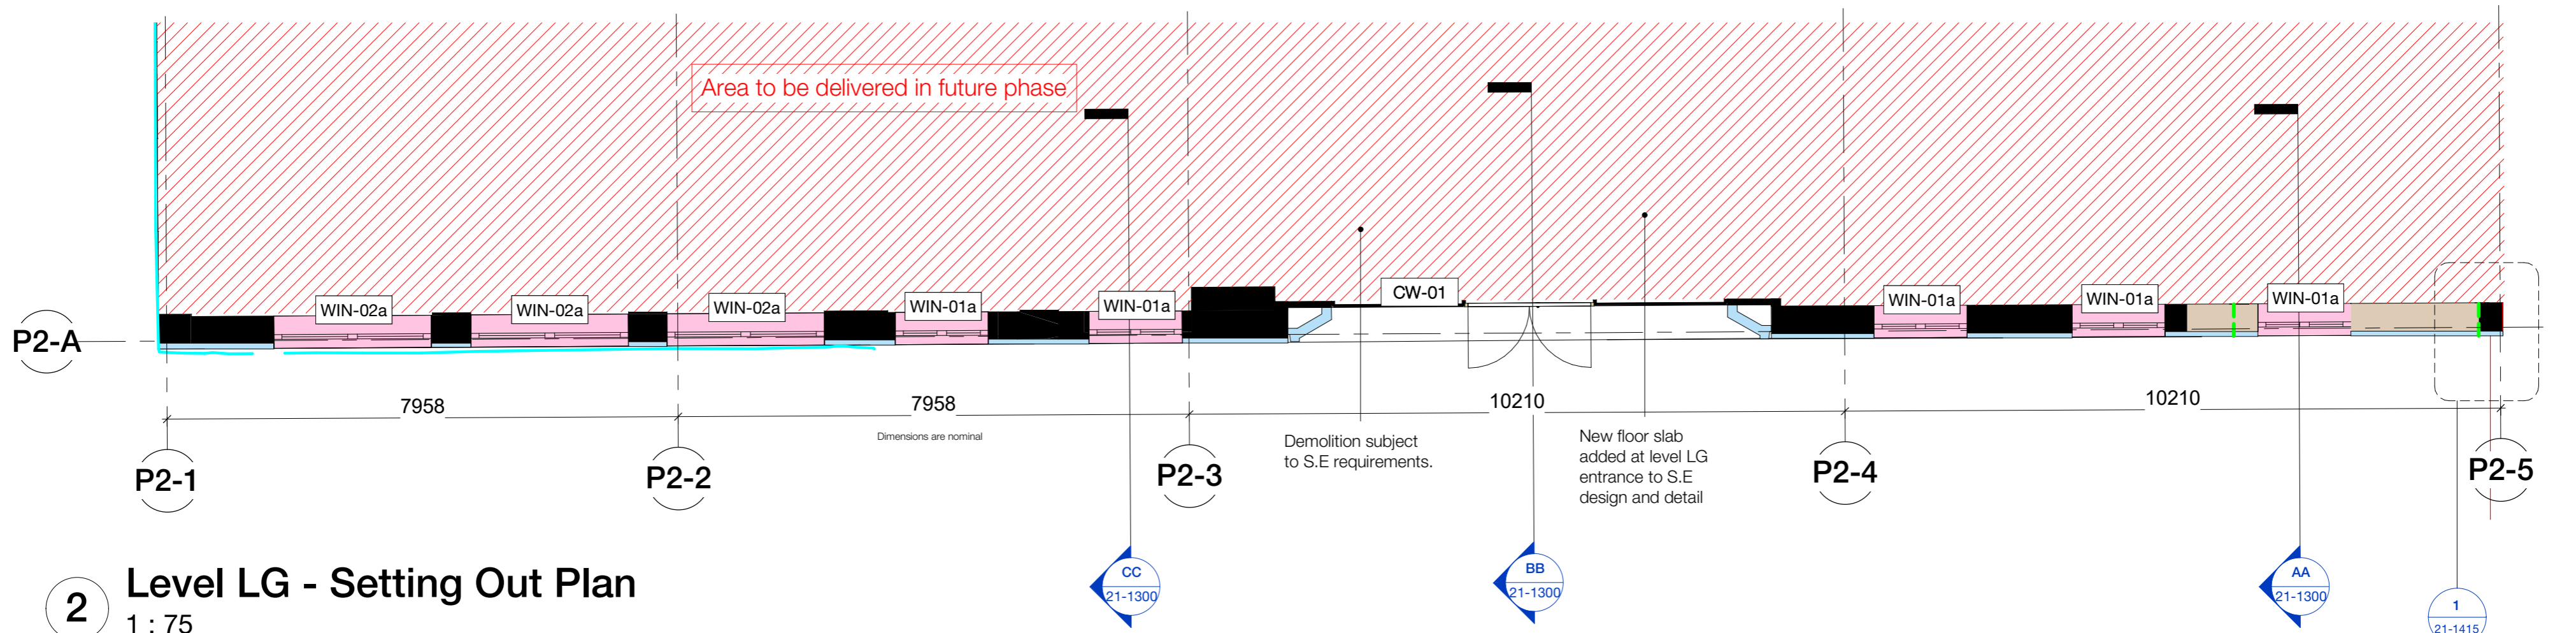 Area to be delivered in future phase
WIN-02a
WIN-02a
WIN-02a
WIN-01a
WIN-01a
CW-01
WIN-01a
WIN-01a
WIN-01a
P2-A
7958
7958
10210
10210
Dimensions are nominal
Demolition subject
to S.E requirements.
New floor slab
added at level LG
entrance to S.E
design and detail
P2-1
P2-2
P2-3
P2-4
P2-5
CC
21-1300
BB
21-1300
AA
21-1300
1
21-1415
2
Level LG - Setting Out Plan
1 : 75